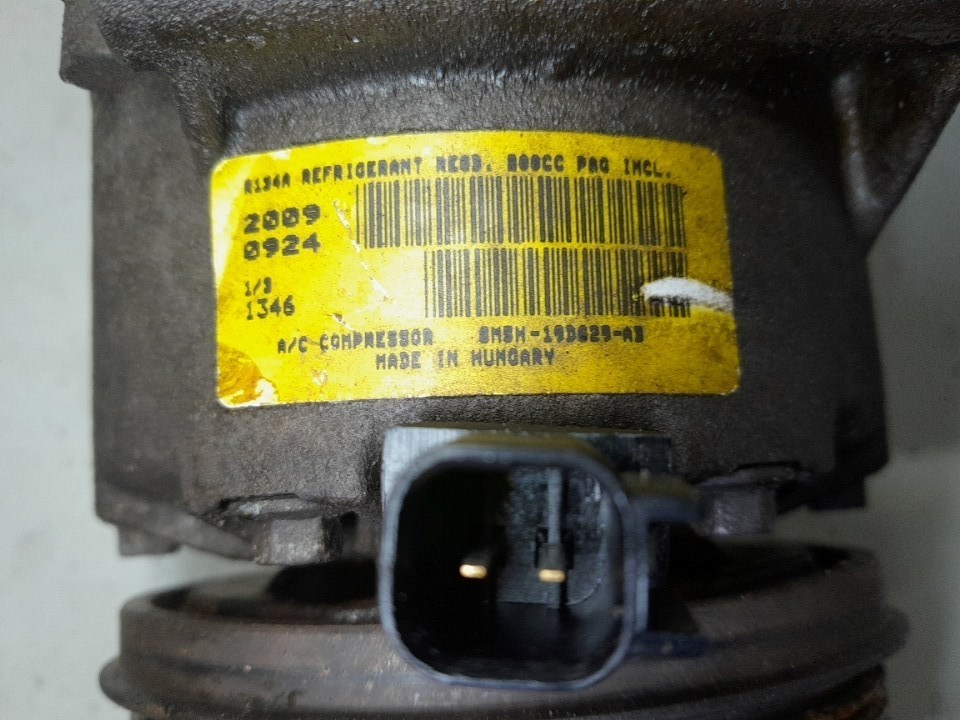 R134A REFRIGERANT REQD. 200CC PAG INCL.
2009
0924
1/3
1346
A/C COMPRESSOR 8M5H-19D629-AB
MADE IN HUNGARY